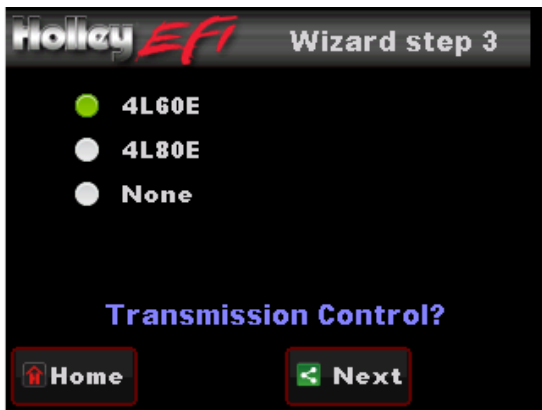 Holley EFI Wizard step 3
4L60E
4L80E
None
Transmission Control?
Home Next